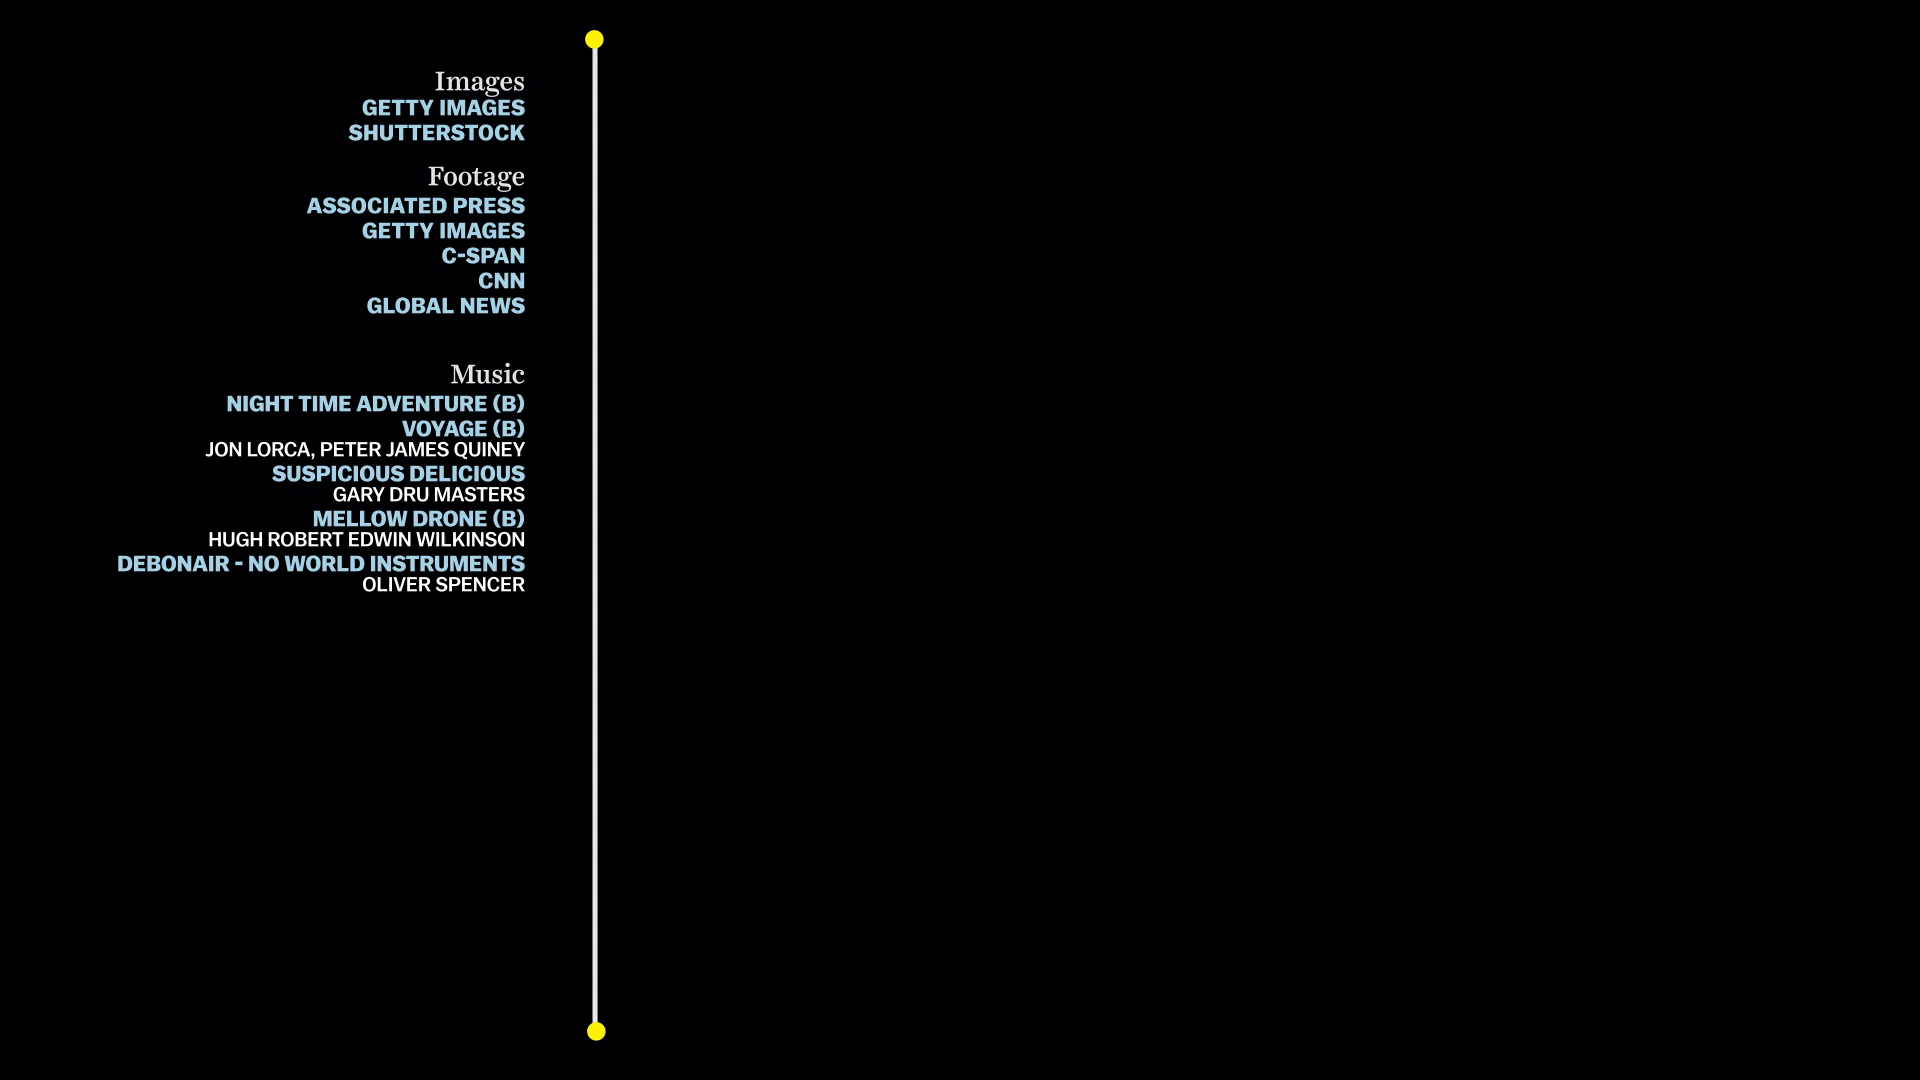 Images
GETTY IMAGES
SHUTTERSTOCK
Footage
ASSOCIATED PRESS
GETTY IMAGES
C-SPAN
CNN
GLOBAL NEWS
Music
NIGHT TIME ADVENTURE (B)
VOYAGE (B)
JON LORCA, PETER JAMES QUINEY
SUSPICIOUS DELICIOUS
GARY DRU MASTERS
MELLOW DRONE (B)
HUGH ROBERT EDWIN WILKINSON
DEBONAIR - NO WORLD INSTRUMENTS
OLIVER SPENCER